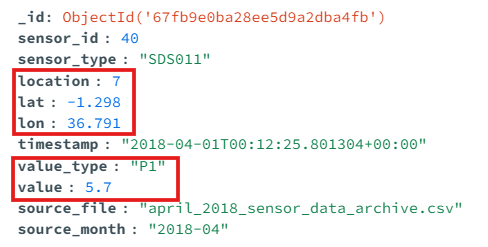 _id: ObjectId('67fb9e0ba28ee5d9a2dba4fb')
sensor_id : 40
sensor_type : "SDS011"
location : 7
lat : -1.298
lon : 36.791
timestamp : "2018-04-01T00:12:25.801304+00:00"
value_type : "P1"
value : 5.7
source_file : "april_2018_sensor_data_archive.csv"
source_month : "2018-04"